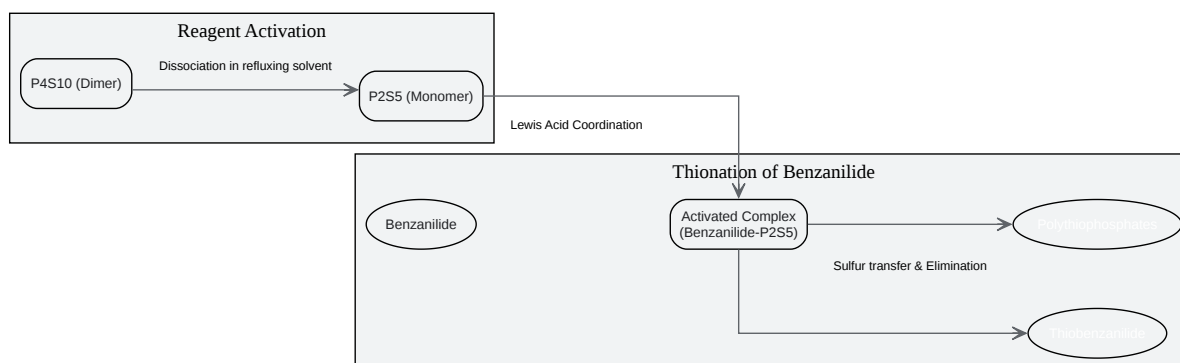 Reagent Activation
P4S10 (Dimer)
Dissociation in refluxing solvent
P2S5 (Monomer)
Lewis Acid Coordination
Thionation of Benzanilide
Benzanilide
Activated Complex
(Benzanilide-P2S5)
Polythiophosphates
Sulfur transfer & Elimination
Thiobenzanilide